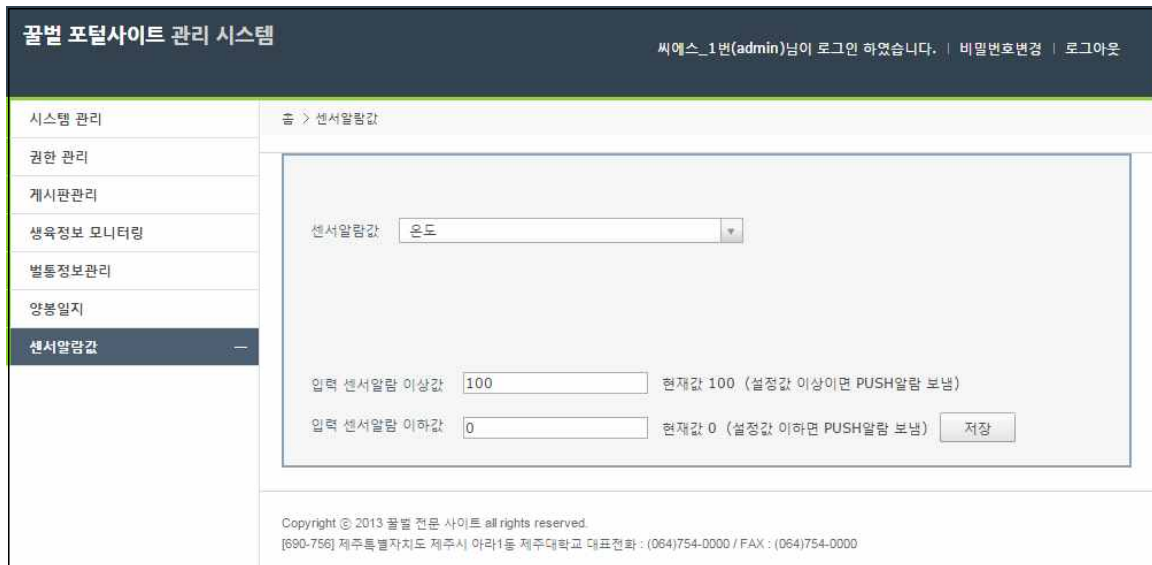 꿀벌 포털사이트 관리 시스템
씨에스_1번(admin)님이 로그인 하였습니다. | 비밀번호변경 | 로그아웃
시스템 관리
권한 관리
게시판관리
생육정보 모니터링
벌통정보관리
양봉일지
센서알람값
홈 > 센서알람값
센서알람값 온도
입력 센서알람 이상값 100 현재값 100 (설정값 이상이면 PUSH알람 보냄)
입력 센서알람 이하값 0 현재값 0 (설정값 이하면 PUSH알람 보냄) 저장
Copyright ⓒ 2013 꿀벌 전문 사이트 all rights reserved.
[690-756] 제주특별자치도 제주시 아라1동 제주대학교 대표전화 : (064)754-0000 / FAX : (064)754-0000